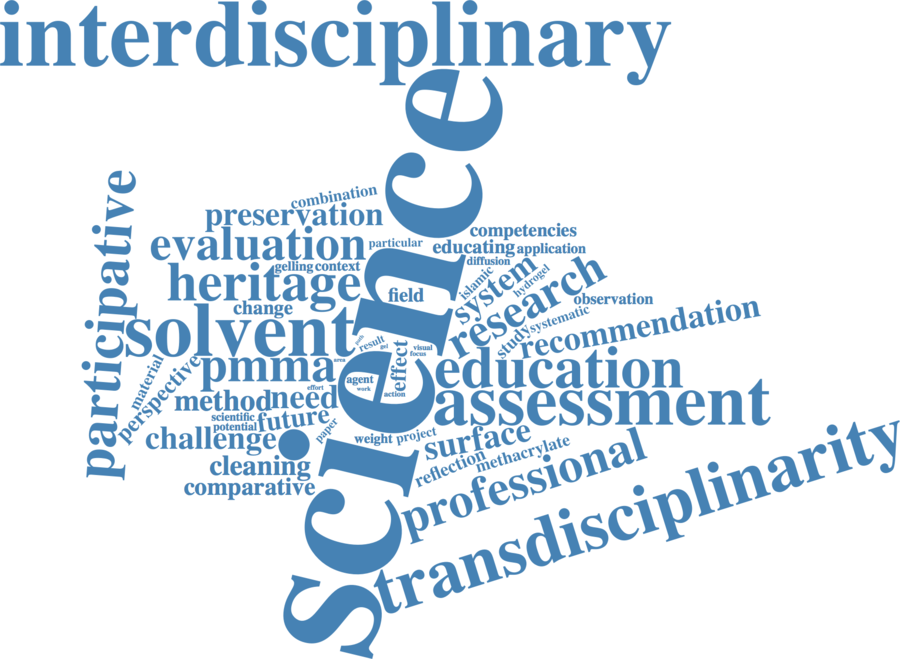 interdisciplinary
science
participative
combination
preservation
evaluation
particular
competencies
educating
application
diffusion
gelling
context
heritage
field
islamic
system
hydrogel
research
change
observation
solvent
result
gel
visual
focus
study
systematic
recommendation
pmma
area
effect
education
material
perspective
agent
work
action
effort
method
need
assessment
scientific
potential
future
paper
challenge
weight
project
surface
cleaning
reflection
methacrylate
comparative
professional
transdisciplinarity